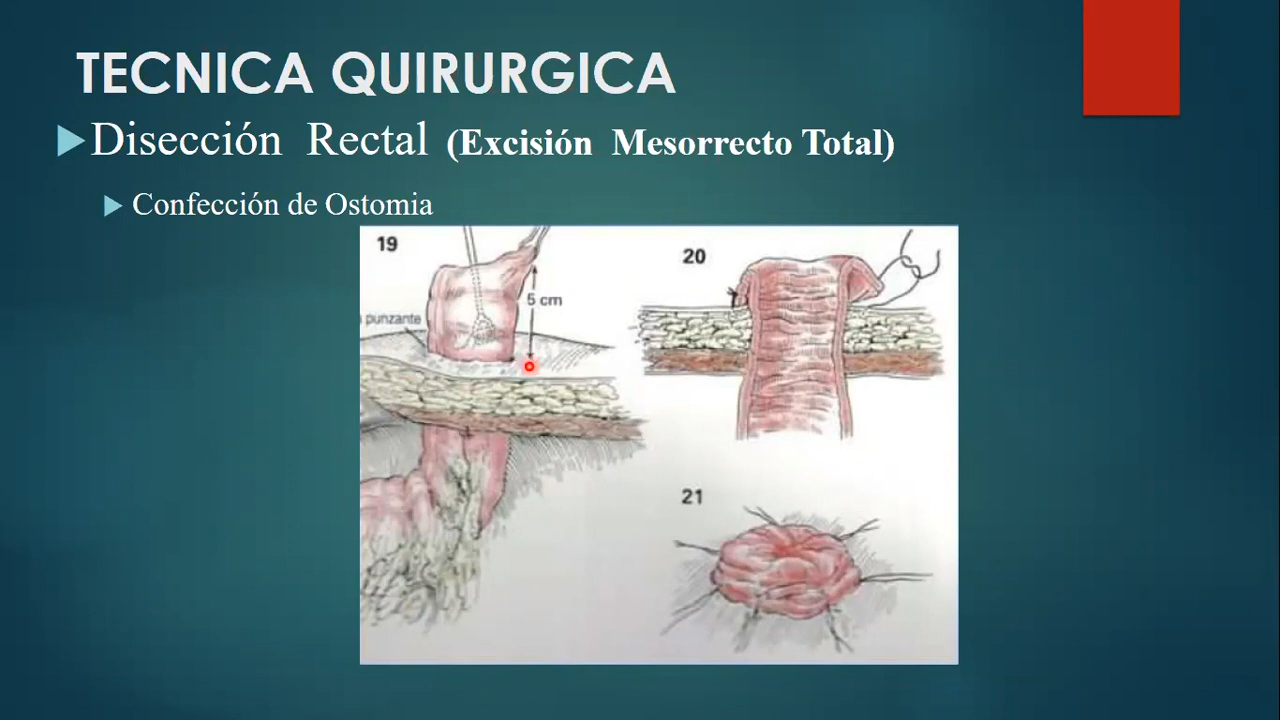 TECNICA QUIRURGICA
Disección Rectal (Excisión Mesorrecto Total)
Confección de Ostomia
19
5 cm
punzante
20
21